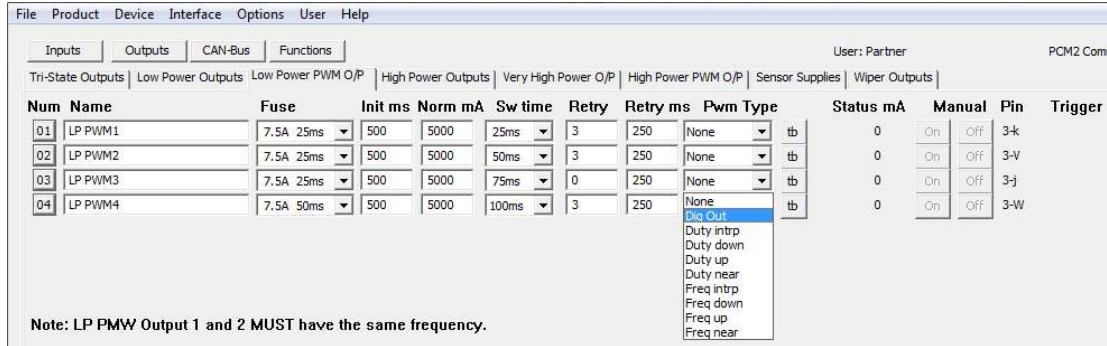 File Product Device Interface Options User Help
Inputs Outputs CAN-Bus Functions User: Partner
Tri-State Outputs Low Power Outputs Low Power PWM O/P High Power Outputs Very High Power O/P High Power PWM O/P Sensor Supplies Wiper Outputs
Num Name Fuse Init ms Norm mA Sw time Retry Retry ms Pwm Type Status mA Manual Pin Trigger
01 LP PWM1 7.5A 25ms 500 5000 25ms 3 250 None tb 0 On Off 3-k
02 LP PWM2 7.5A 25ms 500 5000 50ms 3 250 None tb 0 On Off 3-V
03 LP PWM3 7.5A 25ms 500 5000 75ms 0 250 None tb 0 On Off 3-j
04 LP PWM4 7.5A 50ms 500 5000 100ms 3 250 tb 0 On Off 3-W
None
Dig Out
Duty intrp
Duty down
Duty up
Duty near
Freq intrp
Freq down
Freq up
Freq near
Note: LP PMW Output 1 and 2 MUST have the same frequency.